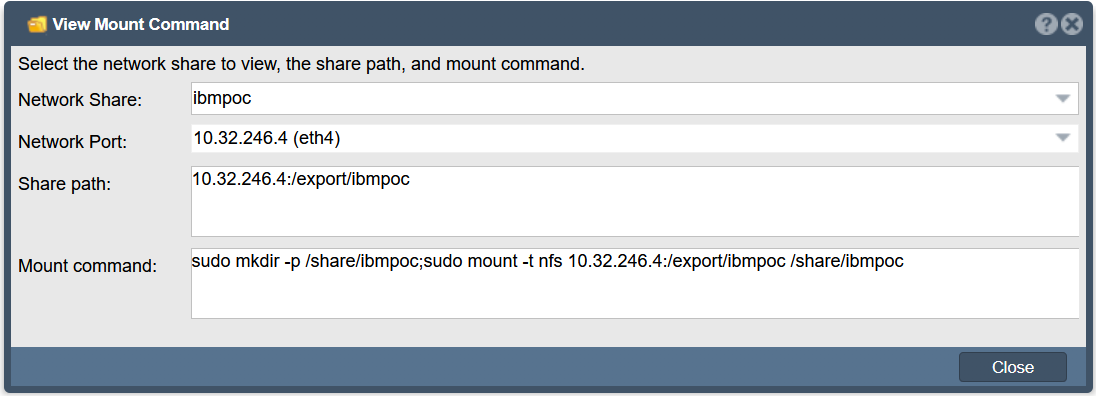 View Mount Command
Select the network share to view, the share path, and mount command.
Network Share: ibmpoc
Network Port: 10.32.246.4 (eth4)
Share path: 10.32.246.4:/export/ibmpoc
Mount command: sudo mkdir -p /share/ibmpoc;sudo mount -t nfs 10.32.246.4:/export/ibmpoc /share/ibmpoc
Close